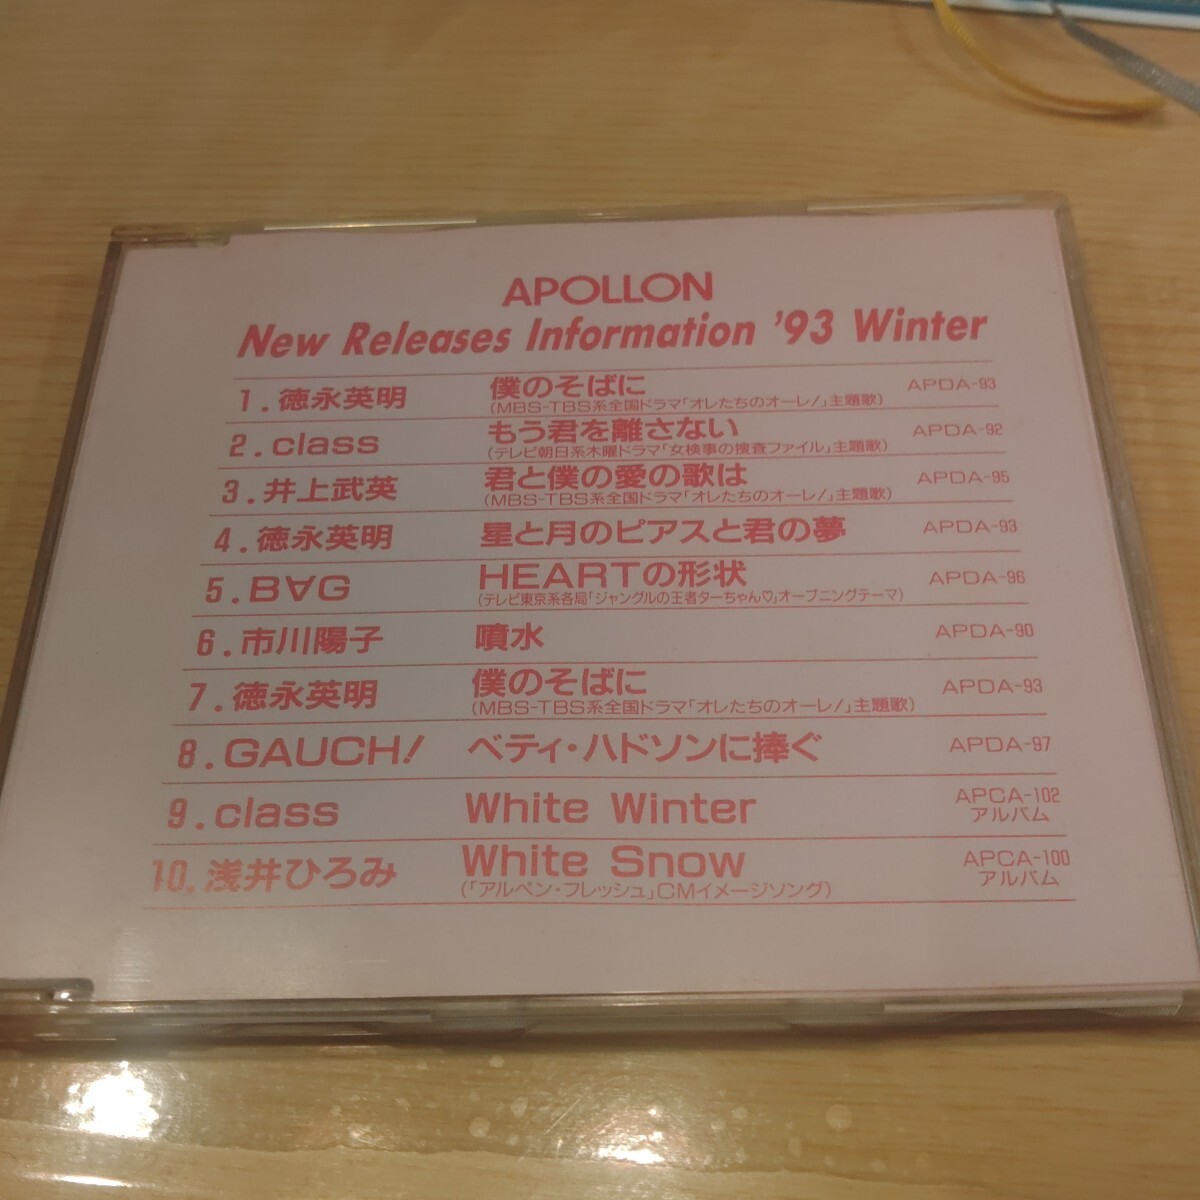 APOLLON
New Releases Information '93 Winter
1.徳永英明 僕のそばに APDA-93
(MBS-TBS系全国ドラマ「オレたちのオーレ!」主題歌)
2.class もう君を離さない APDA-92
(テレビ朝日系木曜ドラマ「女検事の捜査ファイル」主題歌)
3.井上武英 君と僕の愛の歌は APDA-95
(MBS-TBS系全国ドラマ「オレたちのオーレ!」主題歌)
4.徳永英明 星と月のピアスと君の夢 APDA-93
5.B∀G HEARTの形状 APDA-96
(テレビ東京系各局「ジャングルの王者ターちゃん♡」オープニングテーマ)
6.市川陽子 噴水 APDA-90
7.徳永英明 僕のそばに APDA-93
(MBS-TBS系全国ドラマ「オレたちのオーレ!」主題歌)
8.GAUCH! ベティ・ハドソンに捧ぐ APDA-97
9.class White Winter APCA-102
アルバム
10.浅井ひろみ White Snow APCA-100
(「アルペン・フレッシュ」CMイメージソング) アルバム